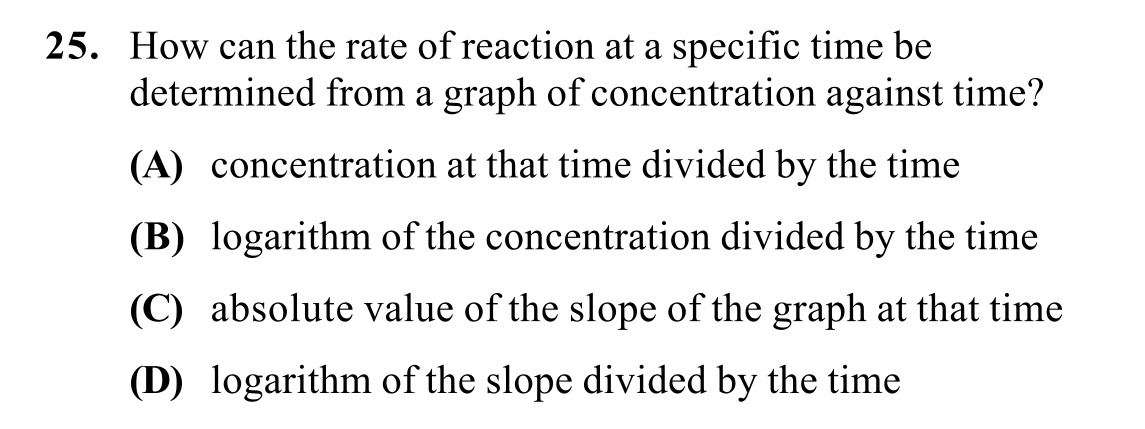 25. How can the rate of reaction at a specific time be
determined from a graph of concentration against time?
(A) concentration at that time divided by the time
(B) logarithm of the concentration divided by the time
(C) absolute value of the slope of the graph at that time
(D) logarithm of the slope divided by the time